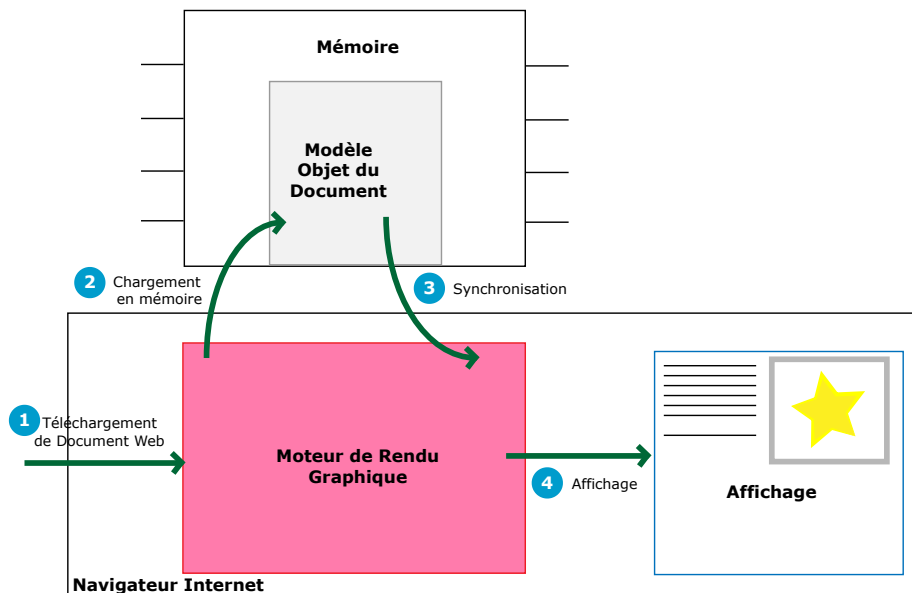 Mémoire
Modèle
Objet du
Document
2 Chargement
en mémoire
3 Synchronisation
1 Téléchargement
de Document Web
Moteur de Rendu
Graphique
4 Affichage
Affichage
Navigateur Internet